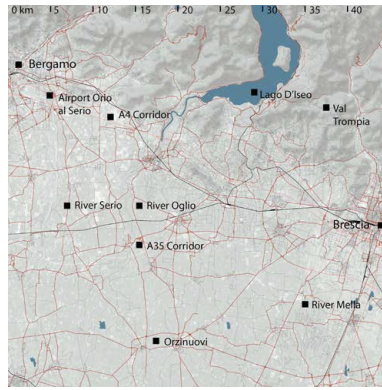 0 km 5 10 15 20 25 30 35 40
Bergamo
Lago D'Iseo
Airport Orio
al Serio
A4 Corridor
Val
Trompia
River Serio
River Oglio
Brescia
A35 Corridor
River Mella
Orzinuovi